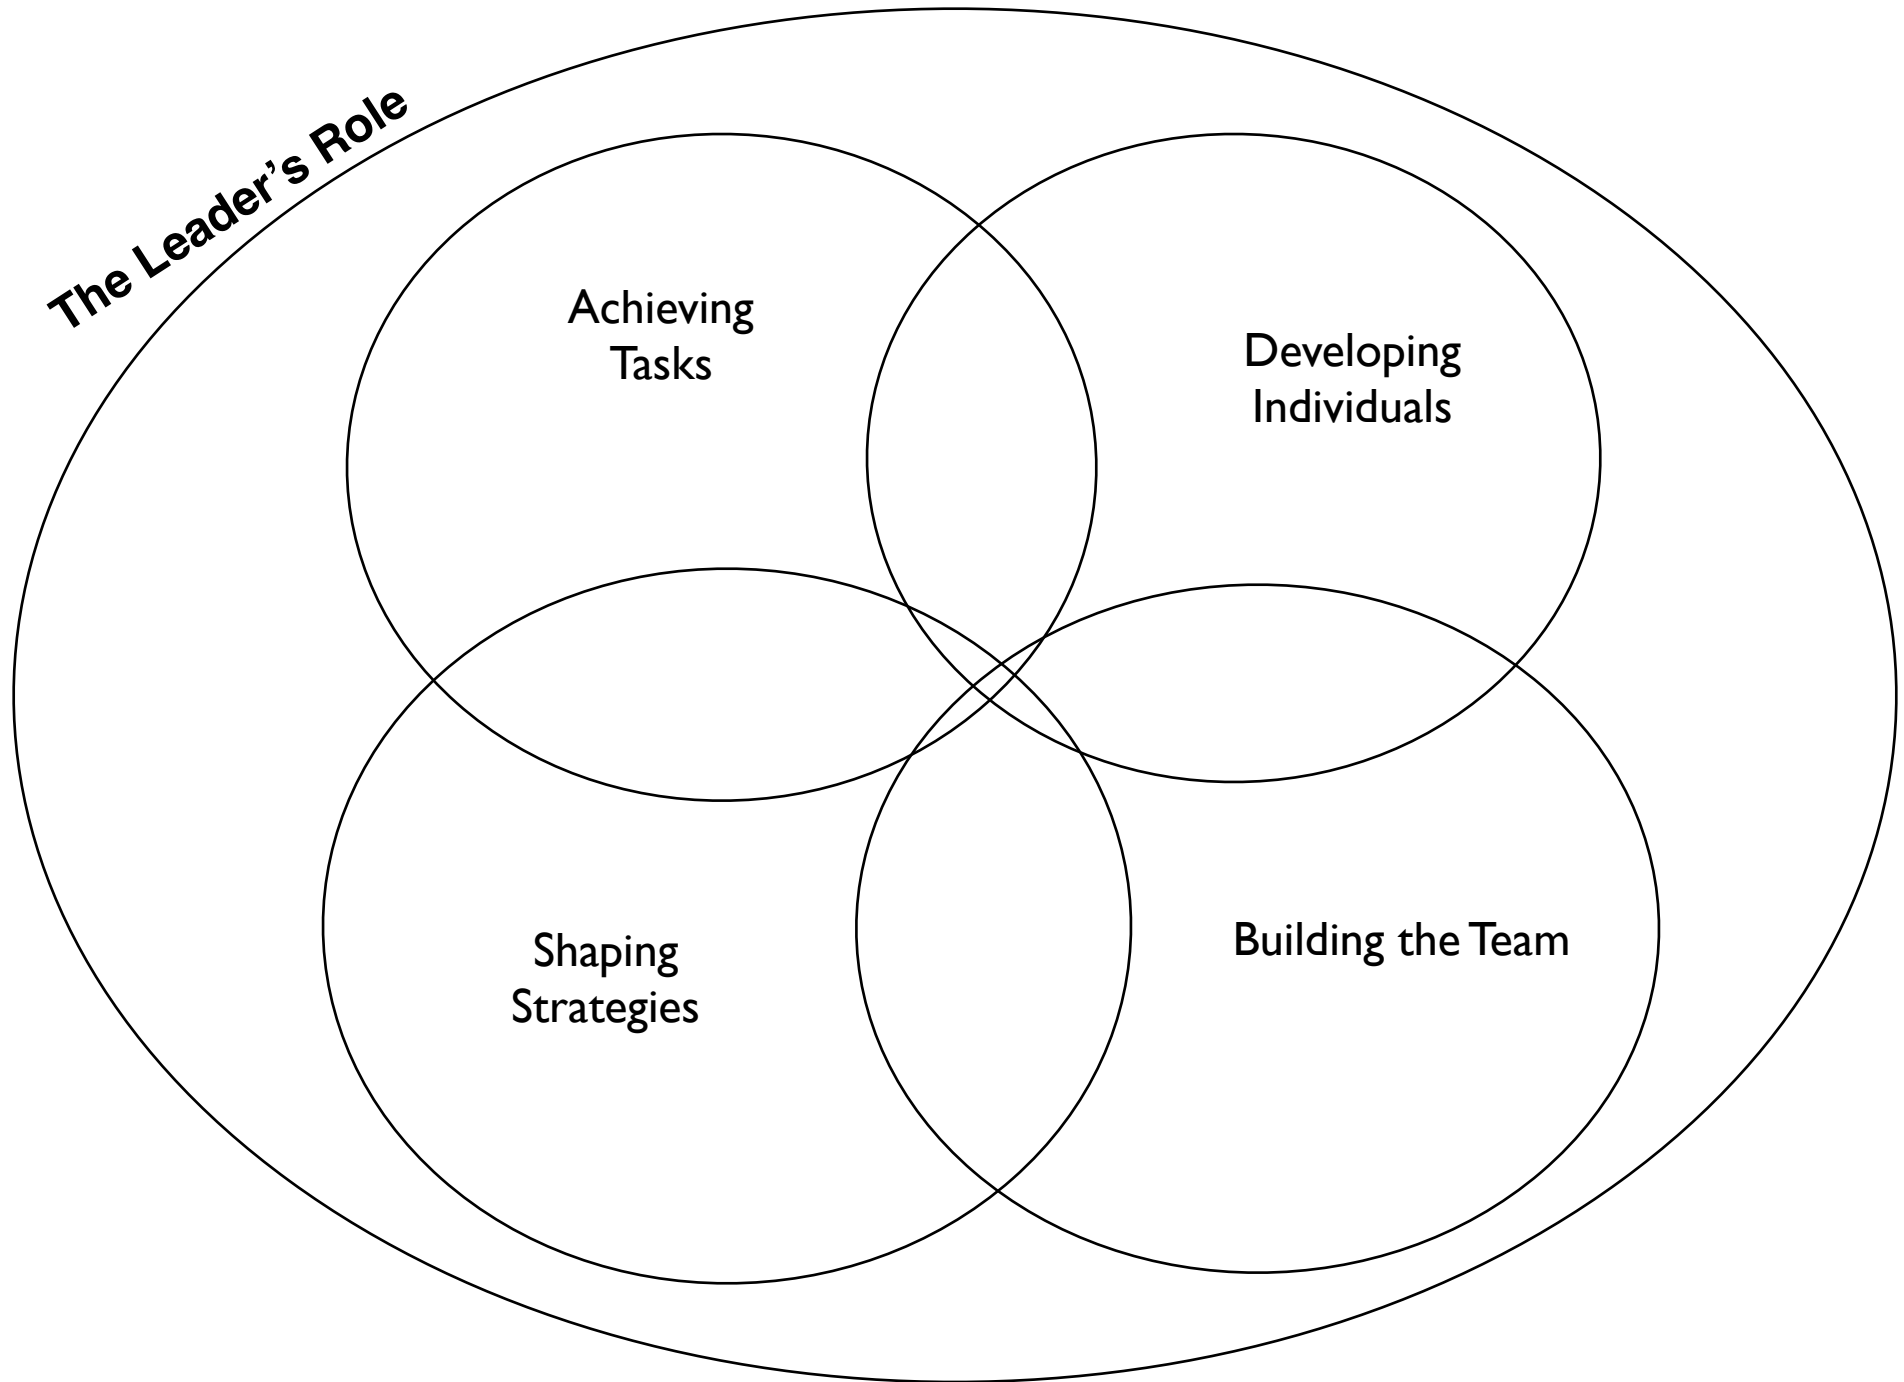 The Leader’s Role
Achieving
Tasks
Developing
Individuals
Shaping
Strategies
Building the Team